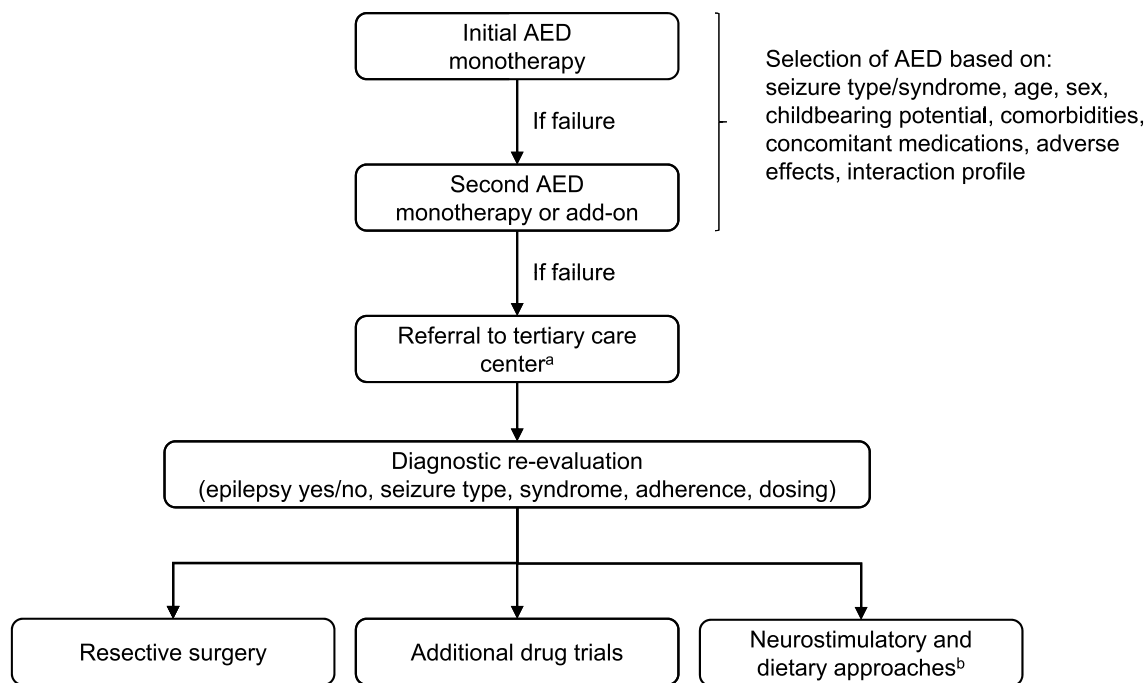 Initial AED
monotherapy
Selection of AED based on:
seizure type/syndrome, age, sex,
childbearing potential, comorbidities,
concomitant medications, adverse
effects, interaction profile
If failure
Second AED
monotherapy or add-on
If failure
Referral to tertiary care
centerᵃ
Diagnostic re-evaluation
(epilepsy yes/no, seizure type, syndrome, adherence, dosing)
Resective surgery
Additional drug trials
Neurostimulatory and
dietary approachesᵇ